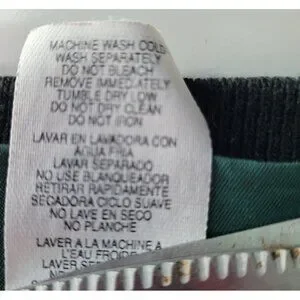 MACHINE WASH COLD
WASH SEPARATELY
DO NOT BLEACH
REMOVE IMMEDIATELY
TUMBLE DRY LOW
DO NOT DRY CLEAN
DO NOT IRON
LAVAR EN LAVADORA CON
AGUA FRIA
LAVAR SEPARADO
NO USE BLANQUEADOR
RETIRAR RAPIDAMENTE
SECADORA CICLO SUAVE
NO LAVE EN SECO
NO PLANCHE
LAVER A LA MACHINE A
L'EAU FROIDE
LAVER